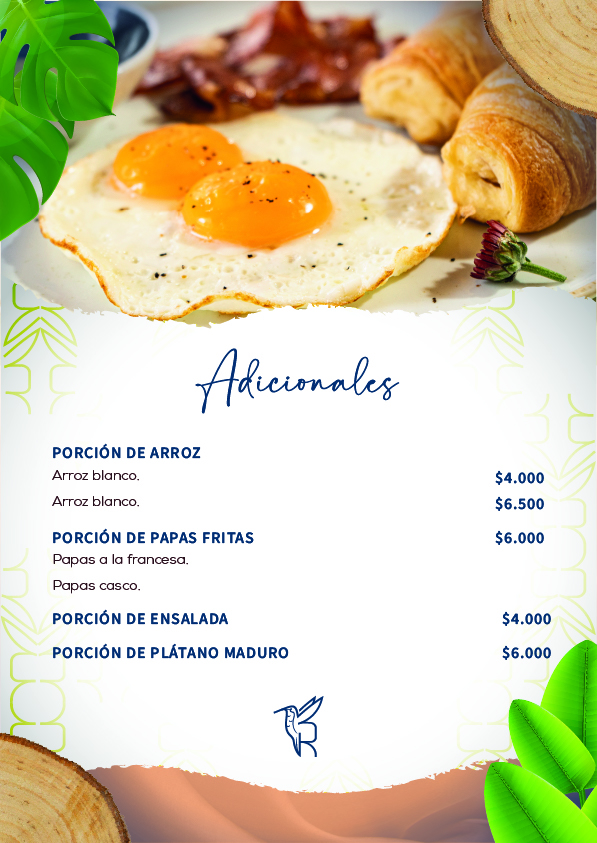 Adicionales
PORCIÓN DE ARROZ
Arroz blanco. $4.000
Arroz blanco. $6.500
PORCIÓN DE PAPAS FRITAS $6.000
Papas a la francesa.
Papas casco.
PORCIÓN DE ENSALADA $4.000
PORCIÓN DE PLÁTANO MADURO $6.000